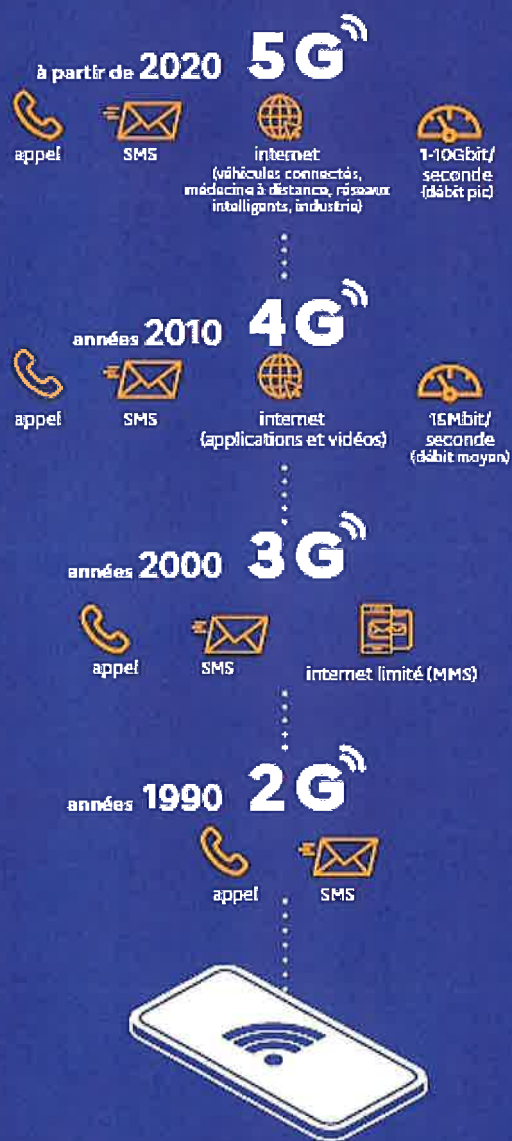 à partir de 2020 5G
appel
SMS
internet
(véhicules connectés,
médecine à distance, réseaux
intelligents, industrie)
1-10Gbit/
seconde
(débit pic)
années 2010 4G
appel
SMS
internet
(applications et vidéos)
15Mbit/
seconde
(débit moyen)
années 2000 3G
appel
SMS
internet limité (MMS)
années 1990 2G
appel
SMS